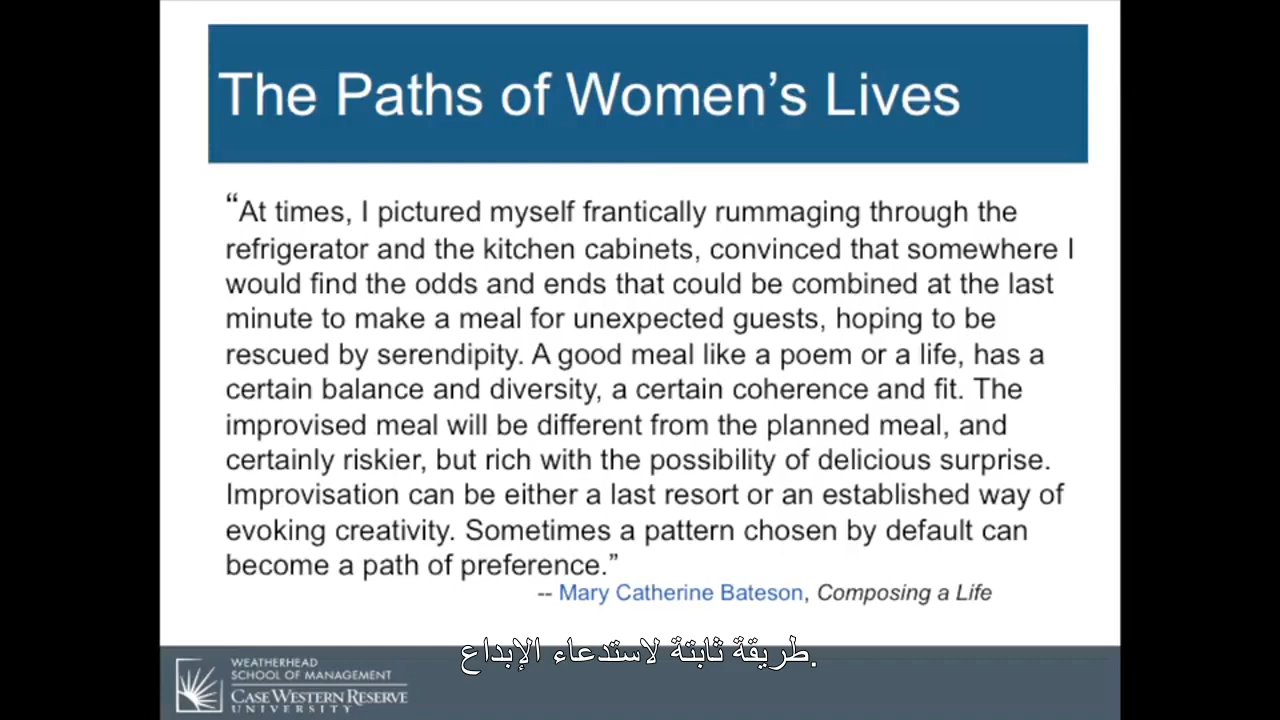 The Paths of Women’s Lives
“At times, I pictured myself frantically rummaging through the
refrigerator and the kitchen cabinets, convinced that somewhere I
would find the odds and ends that could be combined at the last
minute to make a meal for unexpected guests, hoping to be
rescued by serendipity. A good meal like a poem or a life, has a
certain balance and diversity, a certain coherence and fit. The
improvised meal will be different from the planned meal, and
certainly riskier, but rich with the possibility of delicious surprise.
Improvisation can be either a last resort or an established way of
evoking creativity. Sometimes a pattern chosen by default can
become a path of preference.”
-- Mary Catherine Bateson, Composing a Life
طريقة ثابتة لاستدعاء الإبداع.
WEATHERHEAD
SCHOOL OF MANAGEMENT
CASE WESTERN RESERVE
UNIVERSITY